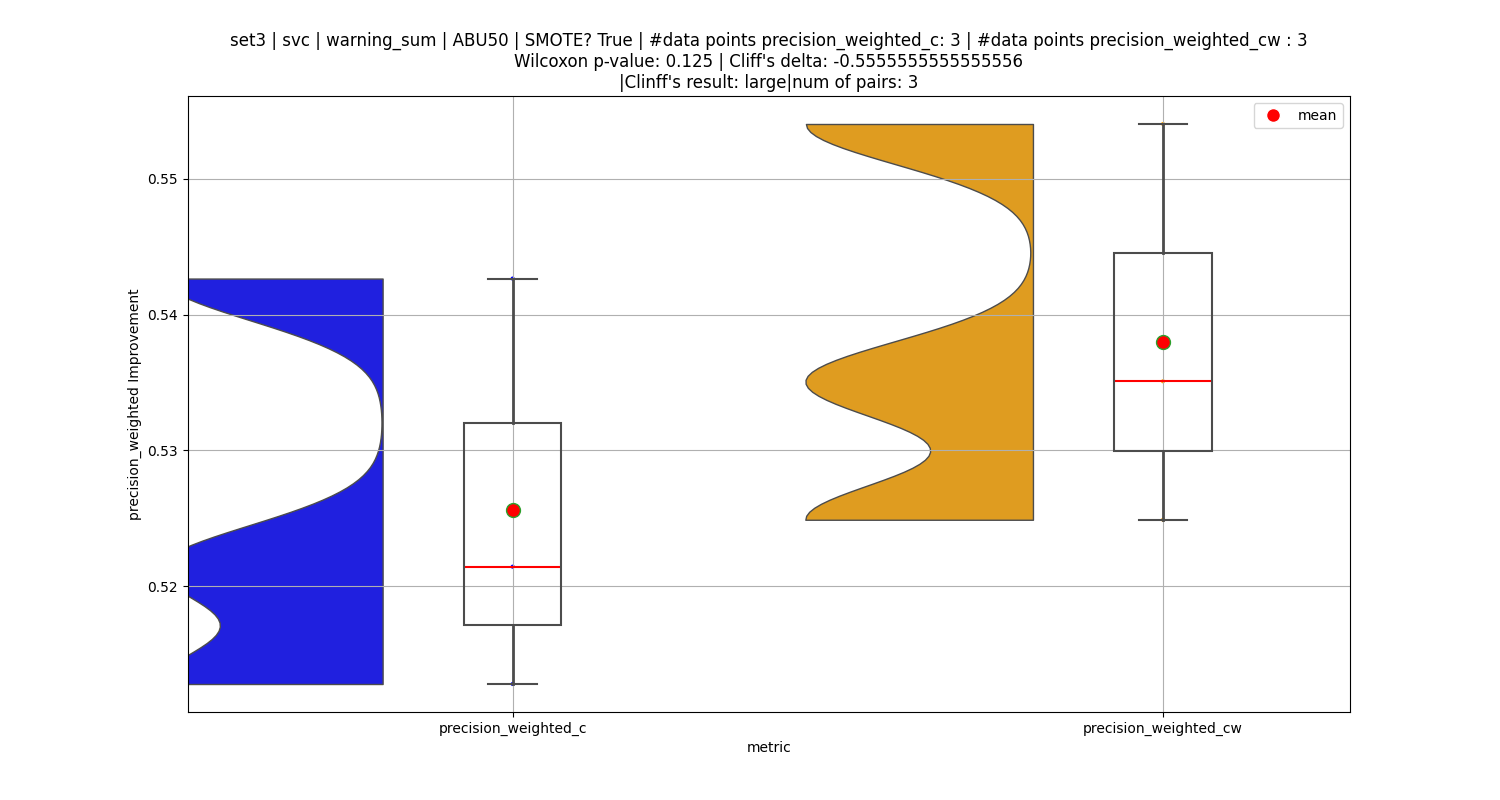 set3 | svc | warning_sum | ABU50 | SMOTE? True | #data points precision_weighted_c: 3 | #data points precision_weighted_cw : 3
Wilcoxon p-value: 0.125 | Cliff's delta: -0.5555555555555556
|Clinff's result: large|num of pairs: 3
mean
0.55
0.54
0.53
0.52
precision_weighted Improvement
precision_weighted_c
precision_weighted_cw
metric